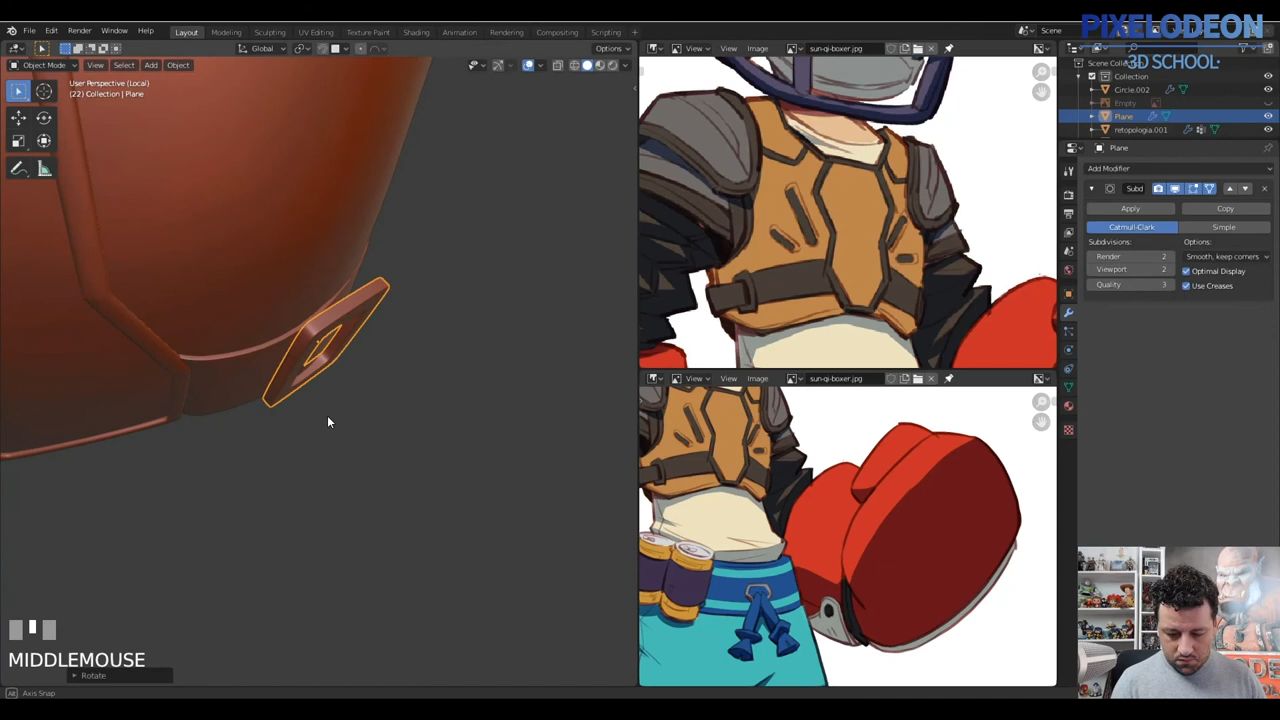 File Edit Render Window Help Layout Modeling Sculpting UV Editing Texture Paint Shading Animation Rendering Compositing Scripting Scene
PIXELODEON
3D SCHOOL
Global Options View Image sun-qi-boxer.jpg
Object Mode View Select Add Object
User Perspective (Local)
(22) Collection | Plane
Scene Collection
Collection
Circle.002
Empty
Plane
retopologia.001
Plane
Add Modifier
Subd
Apply Copy
Catmull-Clark Simple
Subdivisions: Options:
Render 2 Smooth, keep corners
Viewport 2 Optimal Display
Quality 3 Use Creases
View View Image sun-qi-boxer.jpg
MIDDLEMOUSE
Rotate
Axis Snap